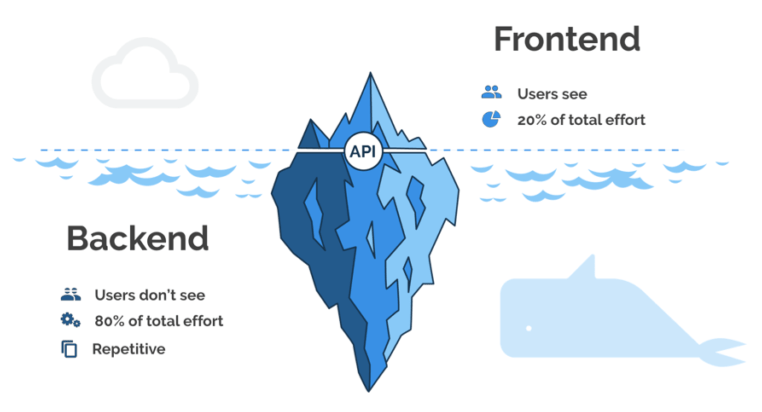 Frontend
Users see
20% of total effort
API
Backend
Users don't see
80% of total effort
Repetitive